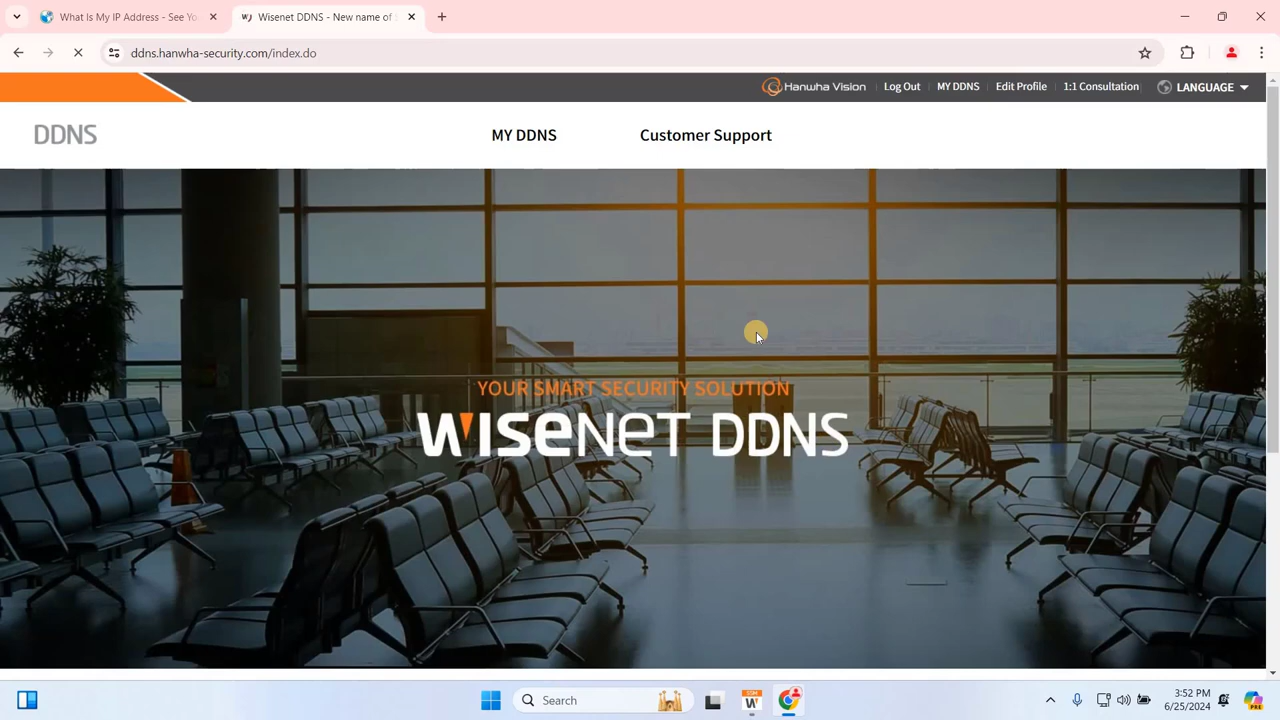 What Is My IP Address - See Yo
Wisenet DDNS - New name of S
ddns.hanwha-security.com/index.do
Hanwha Vision
Log Out
MY DDNS
Edit Profile
1:1 Consultation
LANGUAGE
DDNS
MY DDNS
Customer Support
YOUR SMART SECURITY SOLUTION
WISENET DDNS
Search
3:52 PM
6/25/2024